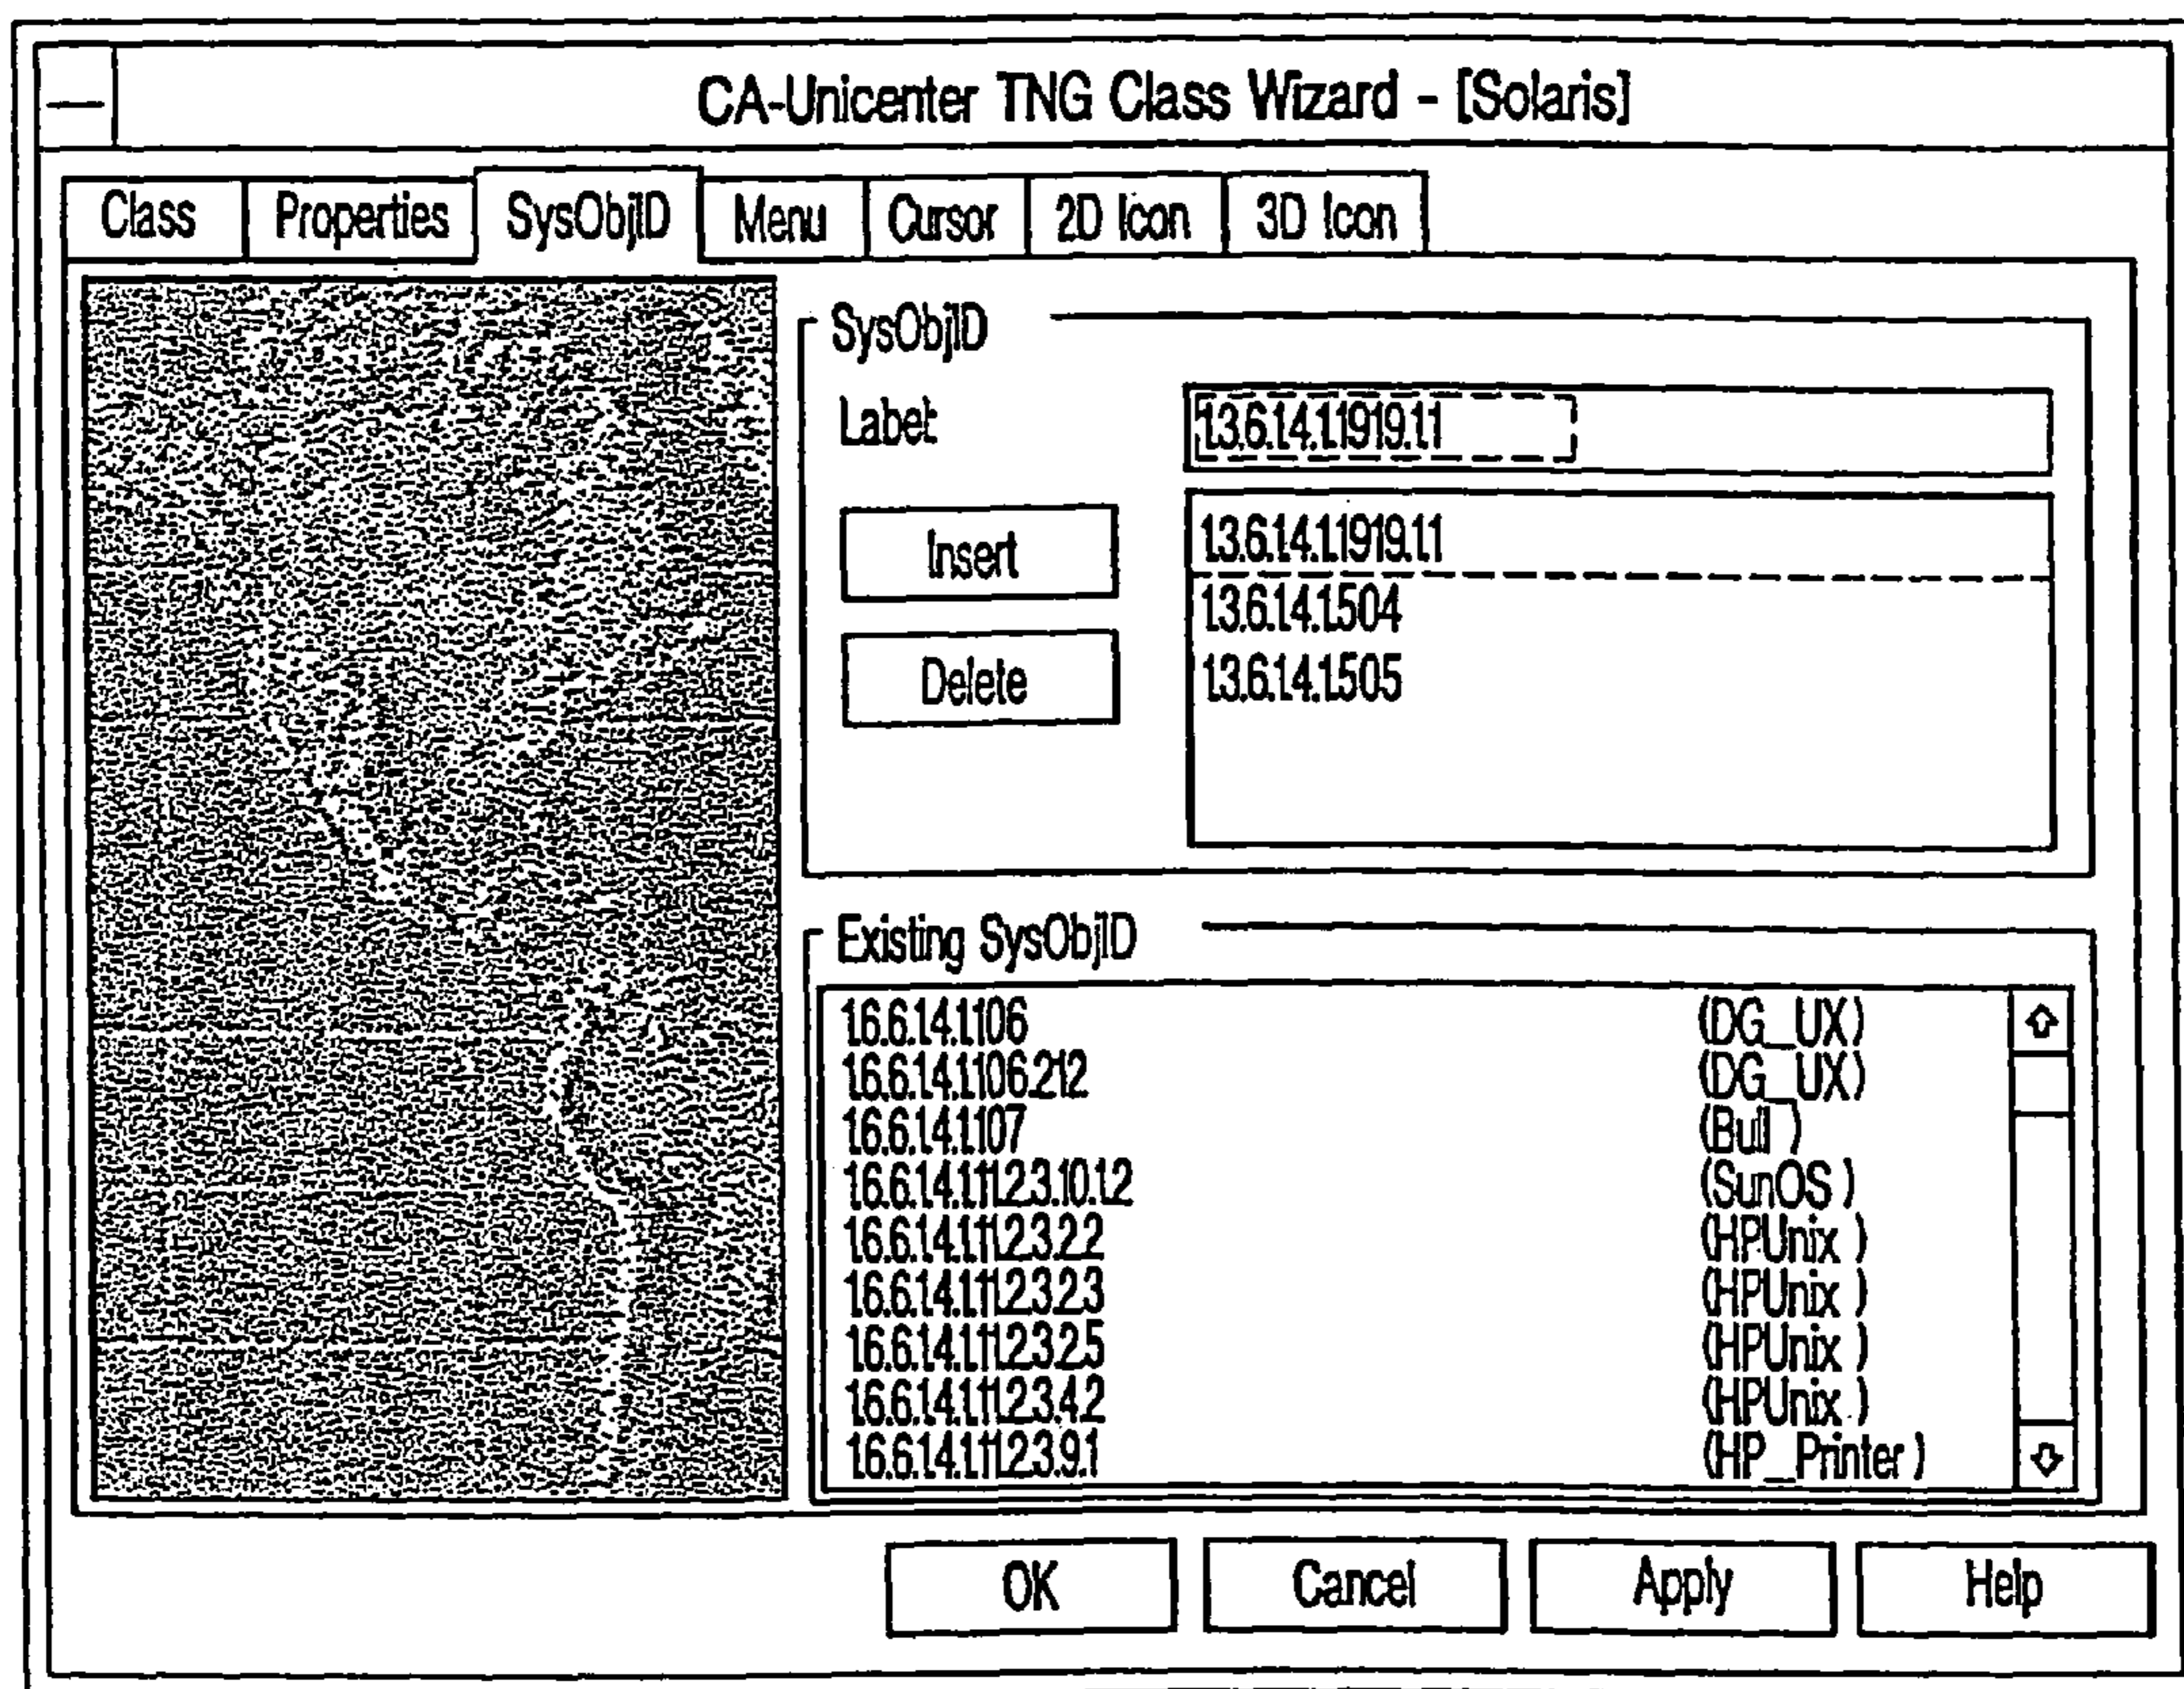 CA-Unicenter TNG Class Wizard - [Solaris]
Class Properties SysObjID Menu Cursor 2D Icon 3D Icon
SysObjID
Label: 1.3.6.1.4.1.1919.1.1
Insert
Delete
1.3.6.1.4.1.1919.1.1
1.3.6.1.4.1.504
1.3.6.1.4.1.505
Existing SysObjID
1.6.6.1.4.1.106 (DG_UX)
1.6.6.1.4.1.106.2.12 (DG_UX)
1.6.6.1.4.1.107 (Bull)
1.6.6.1.4.1.11.2.3.10.1.2 (SunOS)
1.6.6.1.4.1.11.2.3.2.2 (HPUnix)
1.6.6.1.4.1.11.2.3.2.3 (HPUnix)
1.6.6.1.4.1.11.2.3.2.5 (HPUnix)
1.6.6.1.4.1.11.2.3.4.2 (HPUnix)
1.6.6.1.4.1.11.2.3.9.1 (HP_Printer)
OK Cancel Apply Help